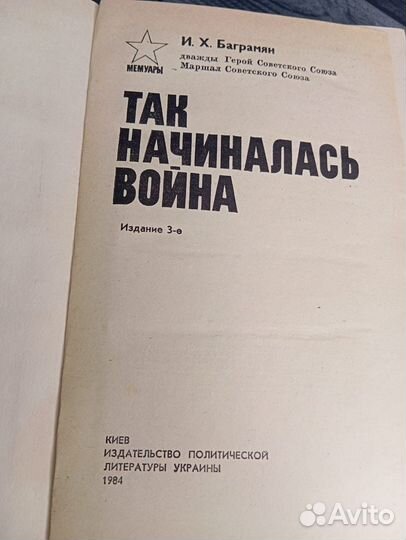 МЕМУАРЫ
И. Х. Баграмян
дважды Герой Советского Союза
Маршал Советского Союза
ТАК
НАЧИНАЛАСЬ
ВОЙНА
Издание 3-е
КИЕВ
ИЗДАТЕЛЬСТВО ПОЛИТИЧЕСКОЙ
ЛИТЕРАТУРЫ УКРАИНЫ
1984
Avito